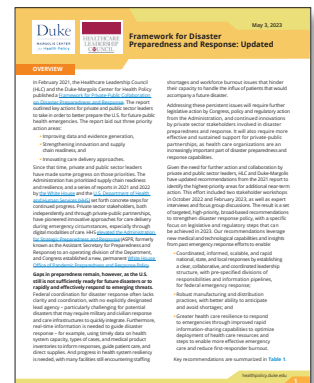 May 3, 2023
Duke
MARGOLIS CENTER
for Health Policy
HEALTHCARE
LEADERSHIP
COUNCIL
Framework for Disaster
Preparedness and Response: Updated
OVERVIEW
In February 2021, the Healthcare Leadership Council
(HLC) and the Duke-Margolis Center for Health Policy
published a Framework for Private-Public Collaboration
on Disaster Preparedness and Response. The report
outlined key actions for private and public sector leaders
to take in order to better prepare the U.S. for future public
health emergencies. The report laid out three priority
action areas:
• Improving data and evidence generation,
• Strengthening innovation and supply
chain readiness, and
• Innovating care delivery approaches.
Since that time, private and public sector leaders
have made some progress on those priorities. The
Administration has prioritized supply chain readiness
and resilience; and a series of reports in 2021 and 2022
by the White House and the U.S. Department of Health
and Human Services (HHS) set forth concrete steps for
continued progress. Private sector stakeholders, both
independently and through private-public partnerships,
have pioneered innovative approaches for care delivery
during emergency circumstances, especially through
digital modalities of care. HHS elevated the Administration
for Strategic Preparedness and Response (ASPR, formerly
known as the Assistant Secretary for Preparedness and
Response) to an operating division of the Department,
and Congress established a new, permanent White House
Office of Pandemic Preparedness and Response Policy.
Gaps in preparedness remain, however, as the U.S.
still is not sufficiently ready for future disasters or to
rapidly and effectively respond to emerging threats.
Federal coordination for disaster response often lacks
clarity and coordination, with no explicitly designated
lead agency – particularly challenging for potential
disasters that may require military and civilian response
and care infrastructures to quickly integrate. Furthermore,
real-time information is needed to guide disaster
response – for example, using timely data on health
system capacity, types of uses, and medical product
inventories to inform responses, guide patient care, and
direct supplies. And progress in health system resiliency
is needed, with many facilities still encountering staffing
shortages and workforce burnout issues that hinder
their capacity to handle the influx of patients that would
accompany a future disaster.
Addressing these persistent issues will require further
legislative action by Congress, policy and regulatory action
from the Administration, and continued innovations
by private sector stakeholders involved in disaster
preparedness and response. It will also require more
effective and sustained support for private-public
partnerships, as health care organizations are an
increasingly important part of disaster preparedness and
response capabilities.
Given the need for further action and collaboration by
private and public sectors, HLC and Duke-Margolis
have updated recommendations from the 2021 report to
identify the highest-priority areas for additional near-term
action. This effort included two stakeholder workshops
in October 2022 and February 2023, as well as expert
interviews and focus group discussions. The result is a set
of targeted, high-priority, broad-based recommendations
to strengthen disaster response policy, with a specific
focus on legislative and regulatory steps that can
be achieved in 2023. Our recommendations leverage
new medical and technological capabilities and insights
from past emergency response efforts to enable:
• Coordinated, informed, scalable, and rapid
national, state, and local responses by establishing
a clear, collaborative, and coordinated leadership
structure, with pre-specified divisions of
responsibilities and information pipelines,
for federal emergency response;
• Robust manufacturing and distribution
practices, with better ability to anticipate
and avoid shortages; and
• Greater health care resilience to respond
to emergencies through improved rapid
information-sharing capabilities to optimize
deployment of health care resources and
steps to enable more effective emergency
care and reduce first-responder burnout.
Key recommendations are summarized in Table 1.
healthpolicy.duke.edu
1